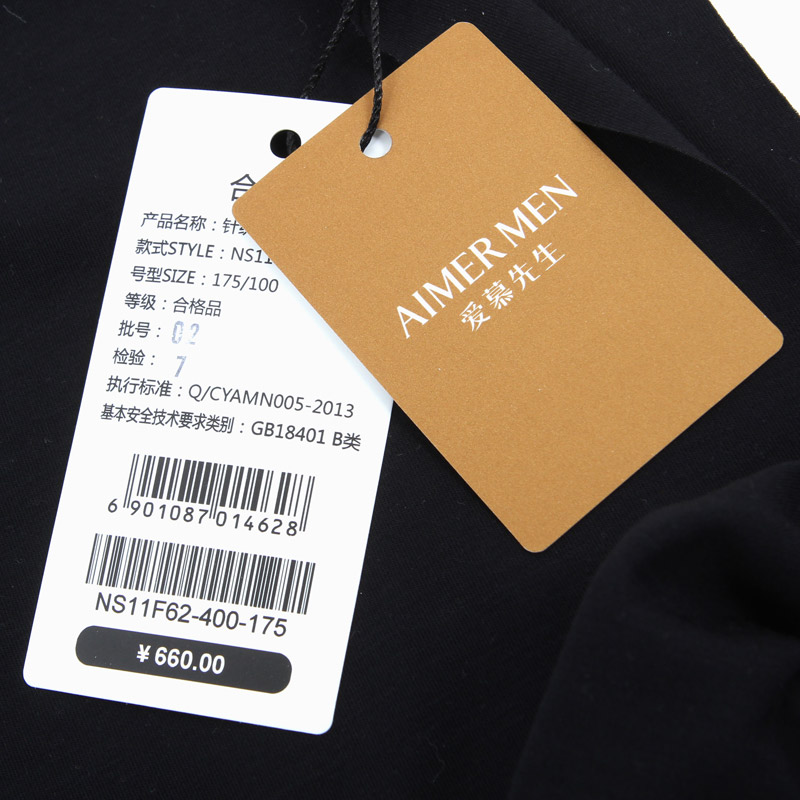 合
产品名称：针织
款式STYLE：NS11
号型SIZE：175/100
等级：合格品
批号：02
检验：7
执行标准：Q/CYAMN005-2013
基本安全技术要求类别：GB18401 B类
6 901087 014628
NS11F62-400-175
¥660.00
AIMER MEN
爱慕先生